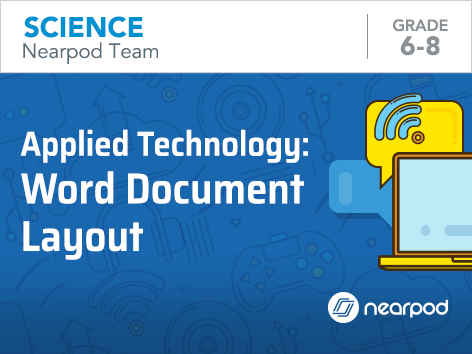 SCIENCE
Nearpod Team
GRADE
6-8
Applied Technology:
Word Document
Layout
nearpod